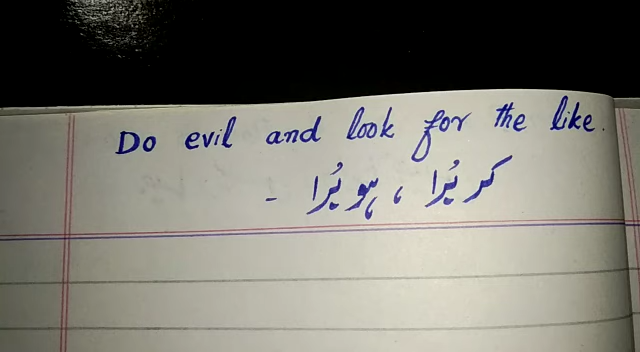 Do evil and look for the like.
کر بُرا ، ہو بُرا ۔